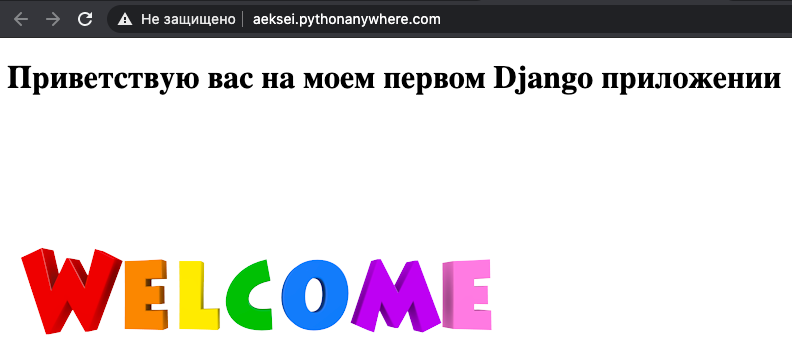 Не защищено aeksei.pythonanywhere.com
Приветствую вас на моем первом Django приложении
WELCOME